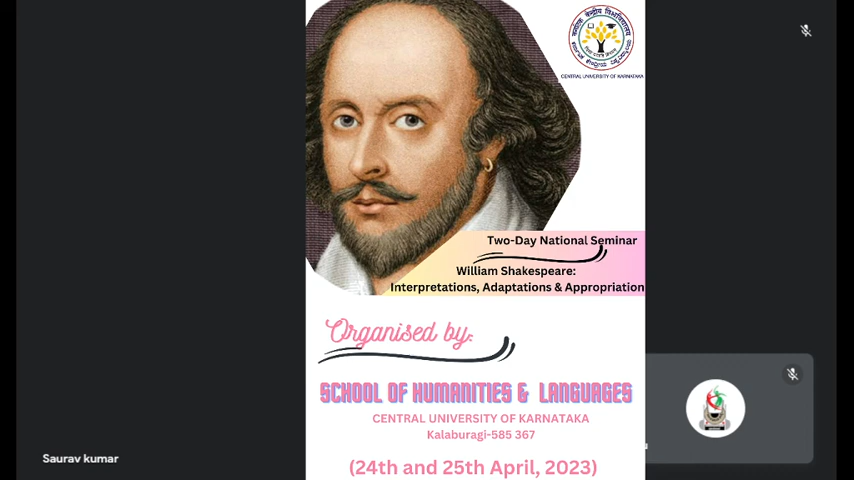 CENTRAL UNIVERSITY OF KARNATAKA
Two-Day National Seminar
William Shakespeare:
Interpretations, Adaptations & Appropriation
Organised by:
SCHOOL OF HUMANITIES & LANGUAGES
CENTRAL UNIVERSITY OF KARNATAKA
Kalaburagi-585 367
(24th and 25th April, 2023)
Saurav kumar